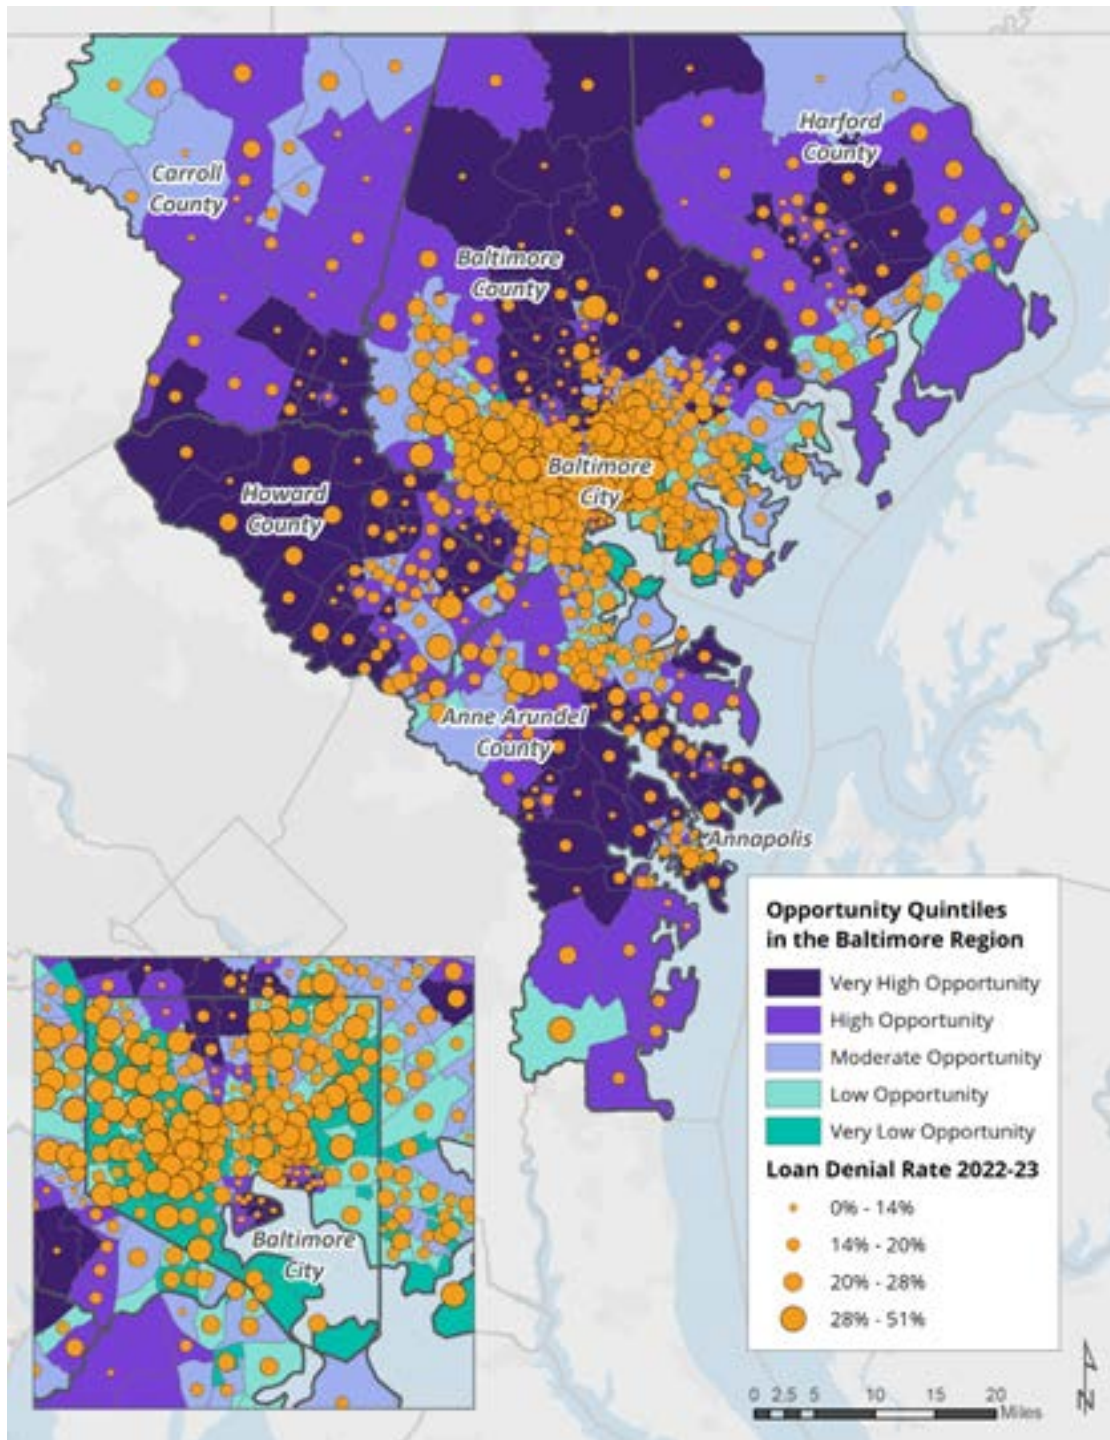 Harford
County
Carroll
County
Baltimore
County
Baltimore
City
Howard
County
Anne Arundel
County
Annapolis
Opportunity Quintiles
in the Baltimore Region
Very High Opportunity
High Opportunity
Moderate Opportunity
Low Opportunity
Very Low Opportunity
Loan Denial Rate 2022-23
0% - 14%
14% - 20%
20% - 28%
28% - 51%
Baltimore
City
0 2.5 5 10 15 20
Miles
N